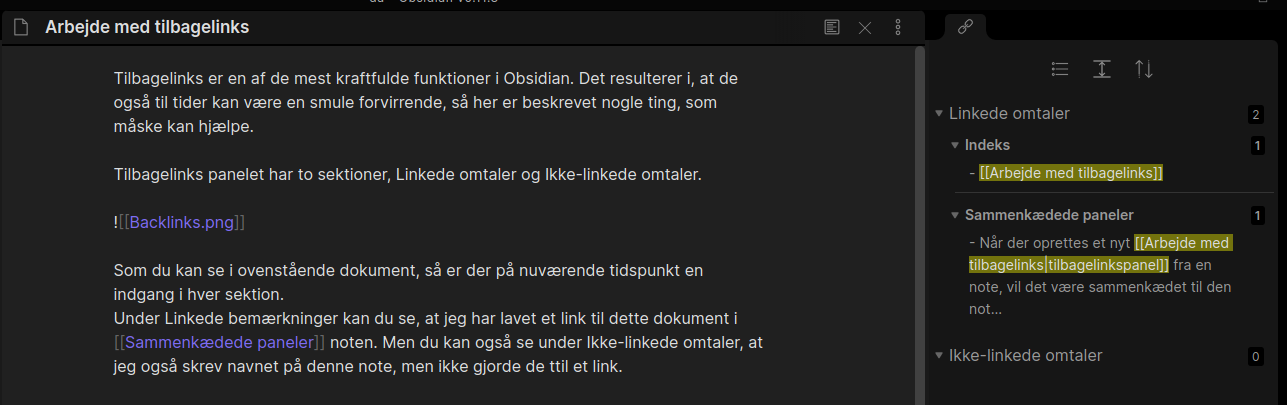 Arbejde med tilbagelinks
Tilbagelinks er en af de mest kraftfulde funktioner i Obsidian. Det resulterer i, at de
også til tider kan være en smule forvirrende, så her er beskrevet nogle ting, som
måske kan hjælpe.
Tilbagelinks panelet har to sektioner, Linkede omtaler og Ikke-linkede omtaler.
![[Backlinks.png]]
Som du kan se i ovenstående dokument, så er der på nuværende tidspunkt en
indgang i hver sektion.
Under Linkede bemærkninger kan du se, at jeg har lavet et link til dette dokument i
[[Sammenkædede paneler]] noten. Men du kan også se under Ikke-linkede omtaler, at
jeg også skrev navnet på denne note, men ikke gjorde de ttil et link.
Linkede omtaler 2
Indeks 1
- [[Arbejde med tilbagelinks]]
Sammenkædede paneler 1
- Når der oprettes et nyt [[Arbejde med
tilbagelinks|tilbagelinkspanel]] fra en
note, vil det være sammenkædet til den
not...
Ikke-linkede omtaler 0